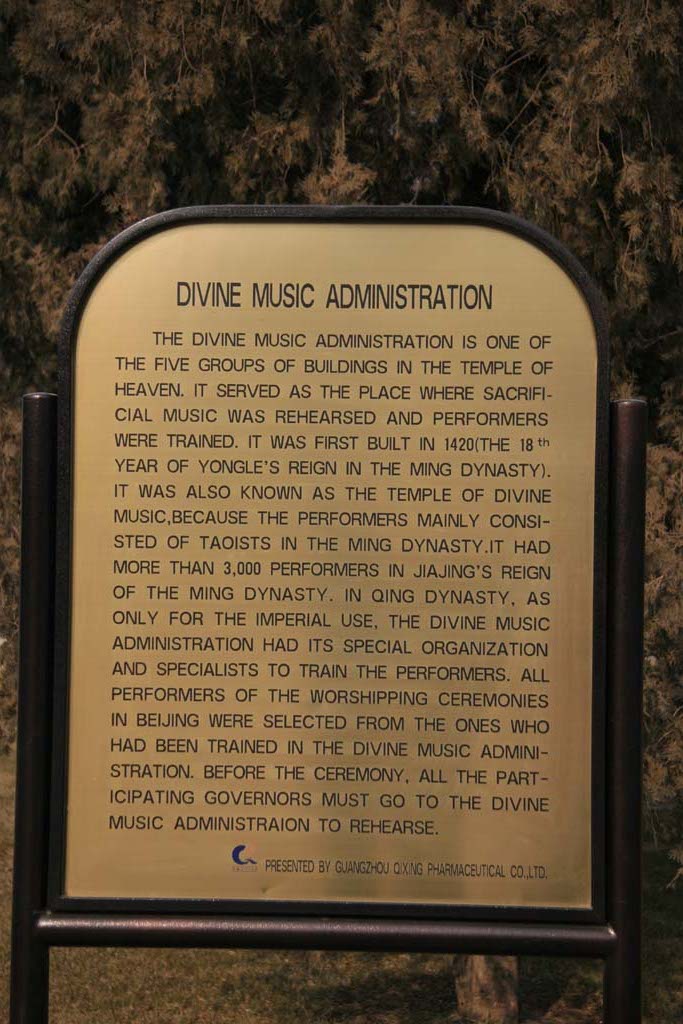 DIVINE MUSIC ADMINISTRATION
THE DIVINE MUSIC ADMINISTRATION IS ONE OF
THE FIVE GROUPS OF BUILDINGS IN THE TEMPLE OF
HEAVEN. IT SERVED AS THE PLACE WHERE SACRIFI-
CIAL MUSIC WAS REHEARSED AND PERFORMERS
WERE TRAINED. IT WAS FIRST BUILT IN 1420(THE 18th
YEAR OF YONGLE'S REIGN IN THE MING DYNASTY).
IT WAS ALSO KNOWN AS THE TEMPLE OF DIVINE
MUSIC,BECAUSE THE PERFORMERS MAINLY CONSI-
STED OF TAOISTS IN THE MING DYNASTY.IT HAD
MORE THAN 3,000 PERFORMERS IN JIAJING'S REIGN
OF THE MING DYNASTY. IN QING DYNASTY, AS
ONLY FOR THE IMPERIAL USE, THE DIVINE MUSIC
ADMINISTRATION HAD ITS SPECIAL ORGANIZATION
AND SPECIALISTS TO TRAIN THE PERFORMERS. ALL
PERFORMERS OF THE WORSHIPPING CEREMONIES
IN BEIJING WERE SELECTED FROM THE ONES WHO
HAD BEEN TRAINED IN THE DIVINE MUSIC ADMINI-
STRATION. BEFORE THE CEREMONY, ALL THE PART-
ICIPATING GOVERNORS MUST GO TO THE DIVINE
MUSIC ADMINISTRAION TO REHEARSE.
PRESENTED BY GUANGZHOU QIXING PHARMACEUTICAL CO.,LTD.